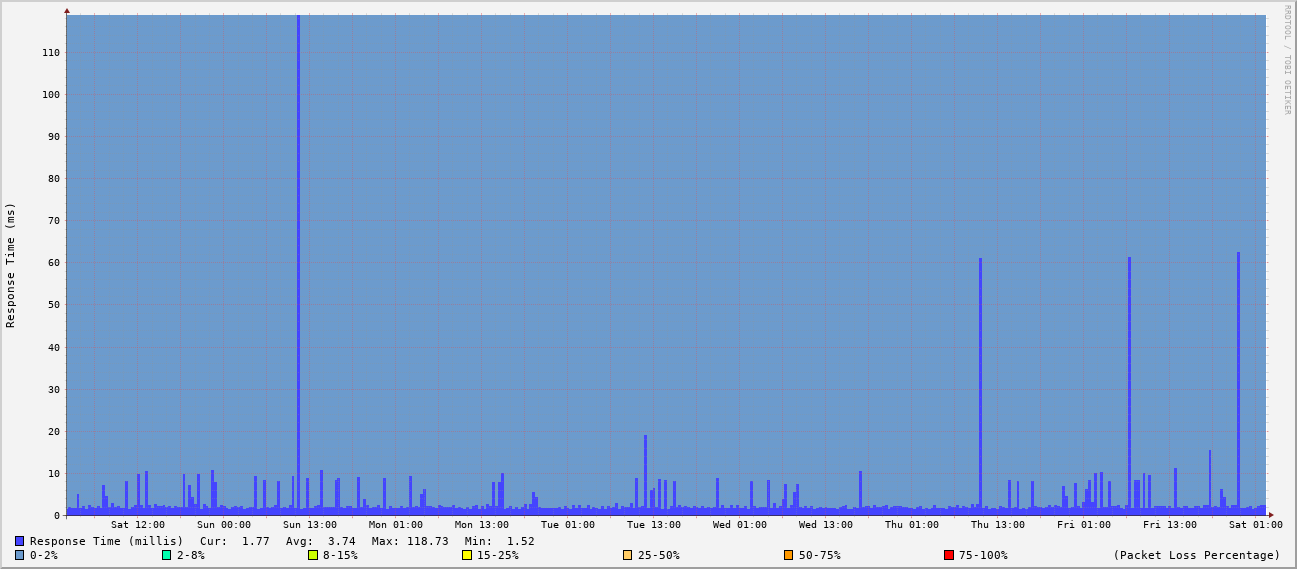 RRDTOOL / TOBI OETIKER
Response Time (ms)
110
100
90
80
70
60
50
40
30
20
10
0
Sat 12:00 Sun 00:00 Sun 13:00 Mon 01:00 Mon 13:00 Tue 01:00 Tue 13:00 Wed 01:00 Wed 13:00 Thu 01:00 Thu 13:00 Fri 01:00 Fri 13:00 Sat 01:00
Response Time (millis) Cur: 1.77 Avg: 3.74 Max: 118.73 Min: 1.52
0-2% 2-8% 8-15% 15-25% 25-50% 50-75% 75-100% (Packet Loss Percentage)